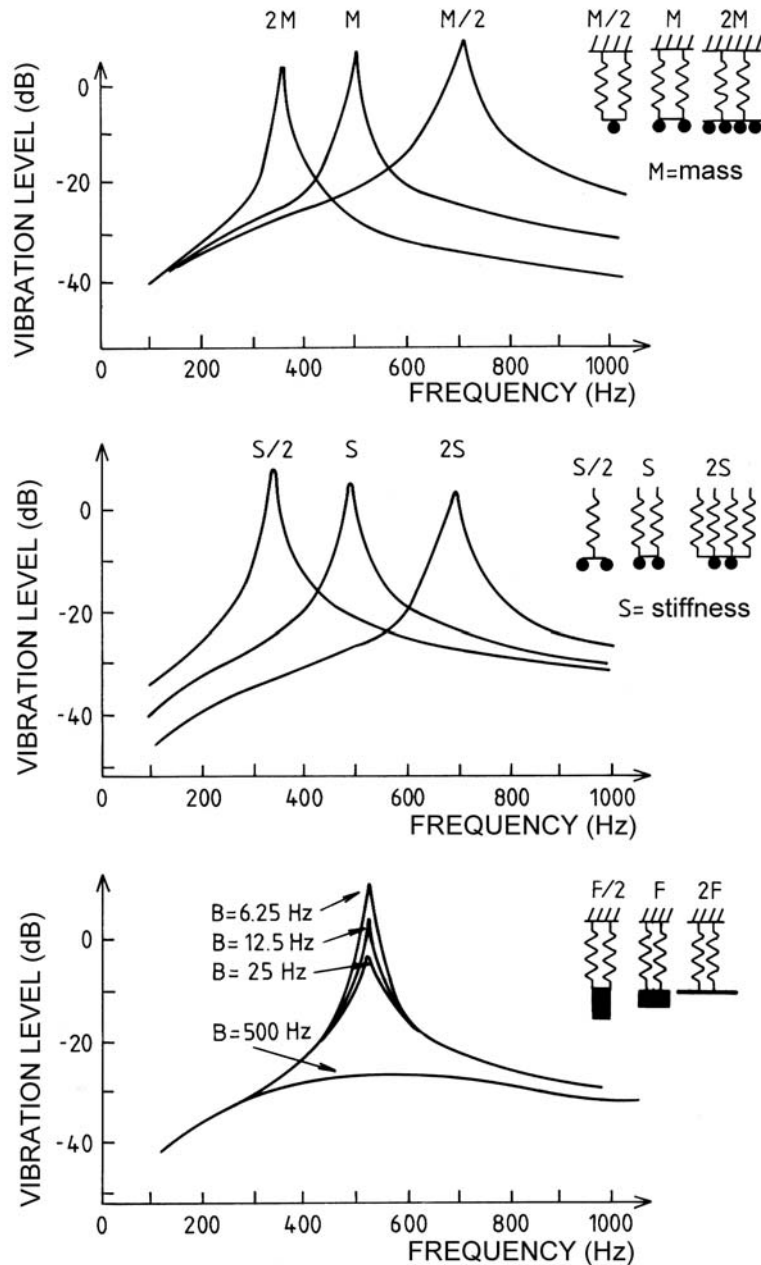 2M M M/2
M/2 M 2M
M=mass
VIBRATION LEVEL (dB)
0
-20
-40
0 200 400 600 800 1000
FREQUENCY (Hz)
S/2 S 2S
S/2 S 2S
S= stiffness
VIBRATION LEVEL (dB)
0
-20
-40
0 200 400 600 800 1000
FREQUENCY (Hz)
F/2 F 2F
B=6.25 Hz
B=12.5 Hz
B=25 Hz
B=500 Hz
VIBRATION LEVEL (dB)
0
-20
-40
0 200 400 600 800 1000
FREQUENCY (Hz)